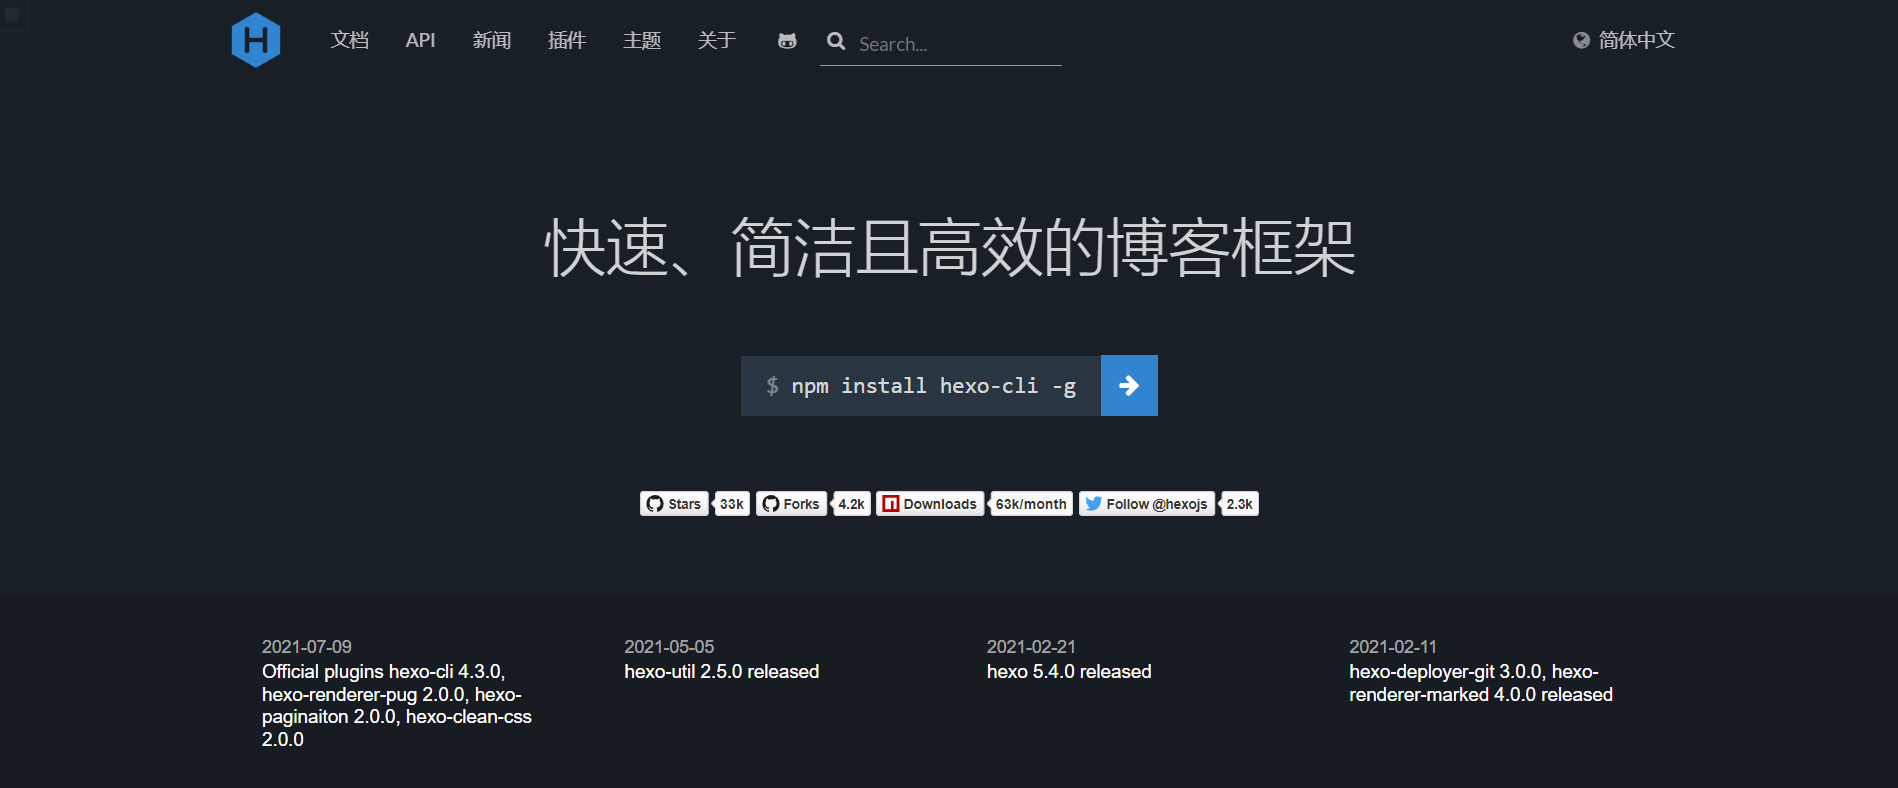 H 文档 API 新闻 插件 主题 关于 Search... 简体中文
快速、简洁且高效的博客框架
$ npm install hexo-cli -g
Stars 33k Forks 4.2k Downloads 63k/month Follow @hexojs 2.3k
2021-07-09
Official plugins hexo-cli 4.3.0,
hexo-renderer-pug 2.0.0, hexo-
paginaiton 2.0.0, hexo-clean-css
2.0.0
2021-05-05
hexo-util 2.5.0 released
2021-02-21
hexo 5.4.0 released
2021-02-11
hexo-deployer-git 3.0.0, hexo-
renderer-marked 4.0.0 released